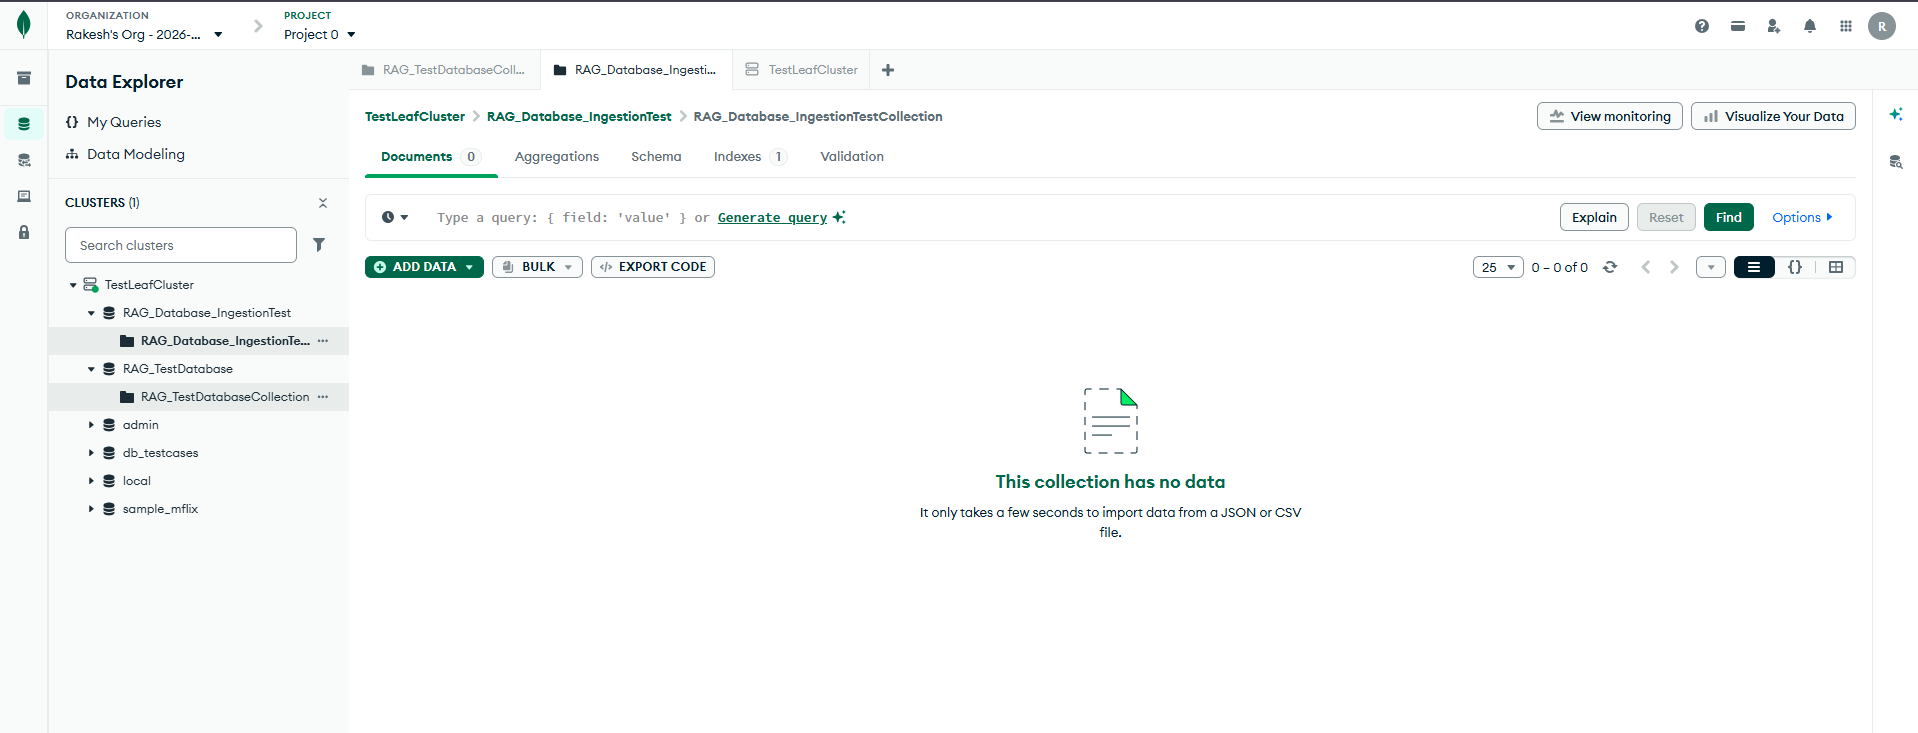 ORGANIZATION
Rakesh's Org - 2026-...
PROJECT
Project 0
R
Data Explorer
My Queries
Data Modeling
CLUSTERS (1)
Search clusters
TestLeafCluster
RAG_Database_IngestionTest
RAG_Database_IngestionTe...
RAG_TestDatabase
RAG_TestDatabaseCollection
admin
db_testcases
local
sample_mflix
RAG_TestDatabaseColl...
RAG_Database_Ingesti...
TestLeafCluster
TestLeafCluster > RAG_Database_IngestionTest > RAG_Database_IngestionTestCollection
View monitoring
Visualize Your Data
Documents 0 Aggregations Schema Indexes 1 Validation
Type a query: { field: 'value' } or Generate query
Explain Reset Find Options
ADD DATA BULK EXPORT CODE
25 0 – 0 of 0 {}
This collection has no data
It only takes a few seconds to import data from a JSON or CSV
file.